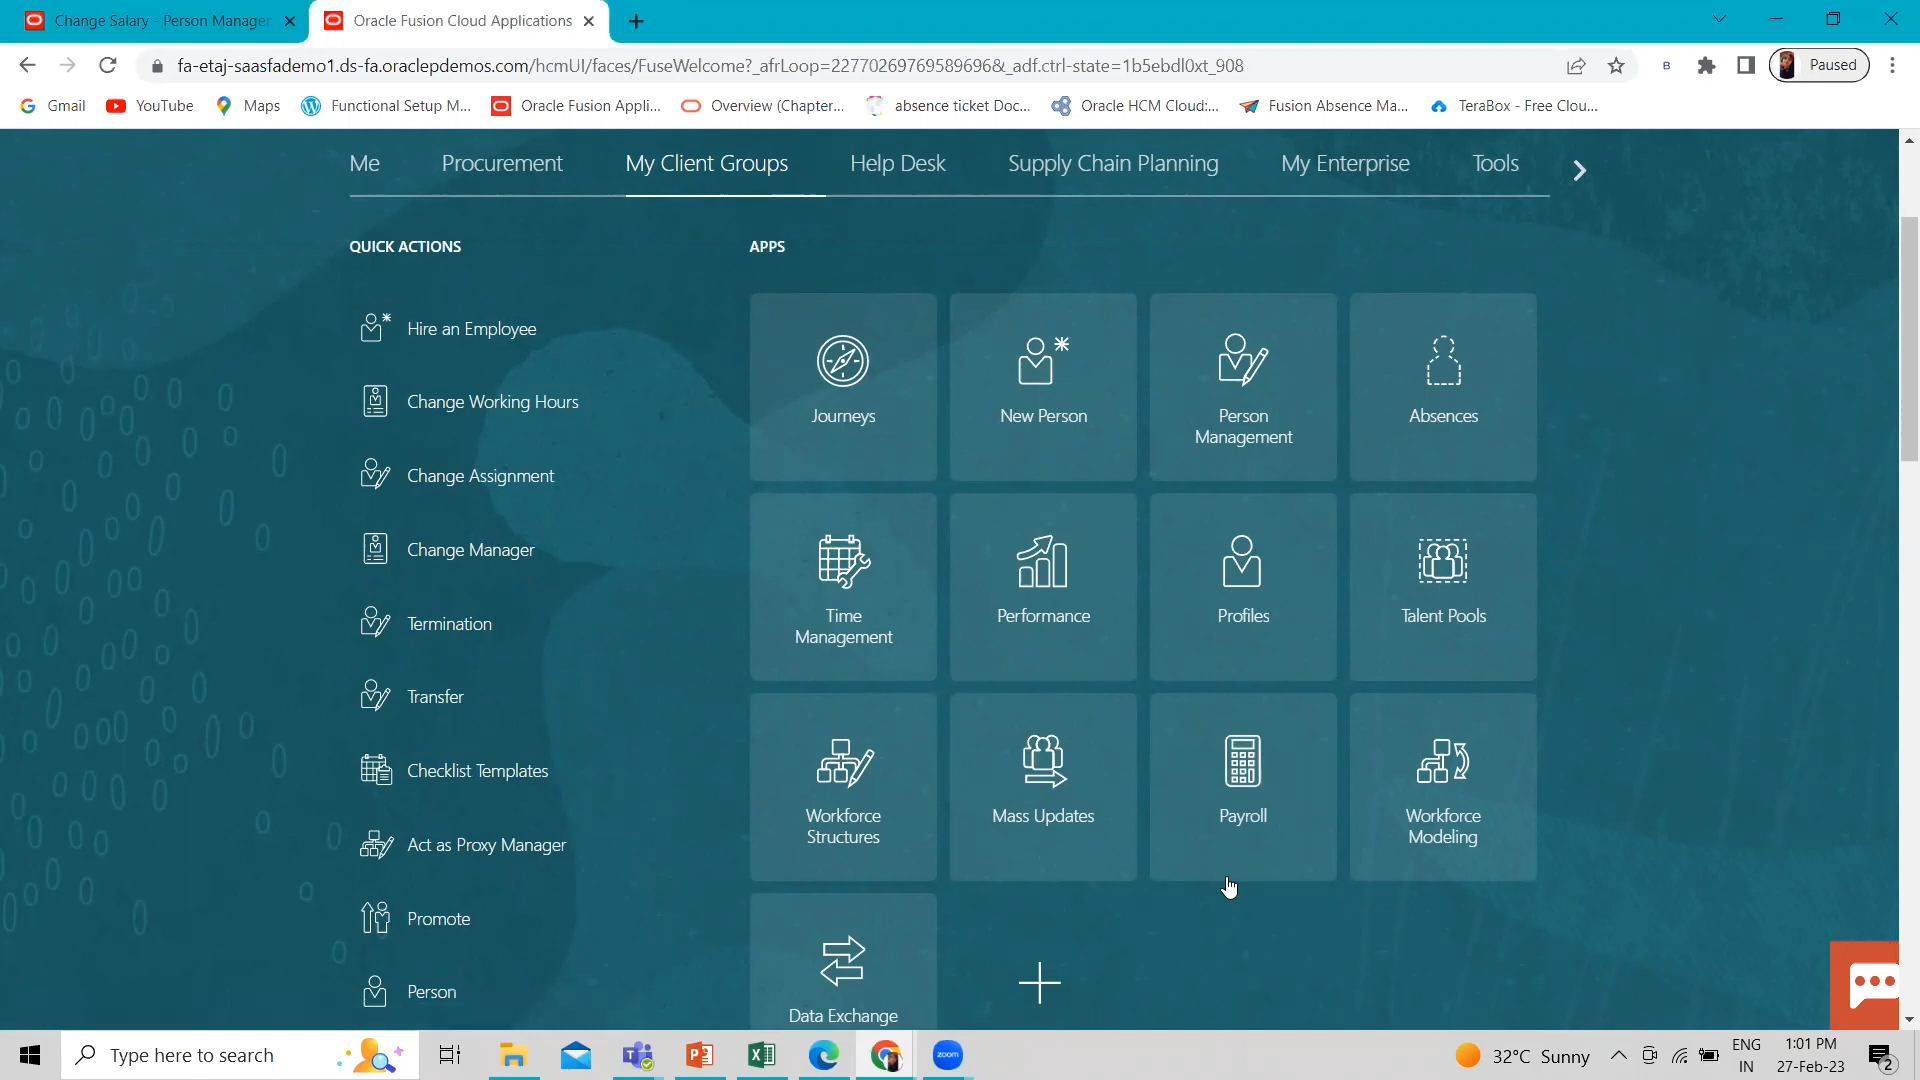 Change Salary - Person Manager
Oracle Fusion Cloud Applications
fa-etaj-saasfademo1.ds-fa.oraclepdemos.com/hcmUI/faces/FuseWelcome?_afrLoop=22770269769589696&_adf.ctrl-state=1b5ebdl0xt_908
B
Paused
Gmail
YouTube
Maps
Functional Setup M...
Oracle Fusion Appli...
Overview (Chapter...
absence ticket Doc...
Oracle HCM Cloud:...
Fusion Absence Ma...
TeraBox - Free Clou...
Me
Procurement
My Client Groups
Help Desk
Supply Chain Planning
My Enterprise
Tools
QUICK ACTIONS
Hire an Employee
Change Working Hours
Change Assignment
Change Manager
Termination
Transfer
Checklist Templates
Act as Proxy Manager
Promote
Person
APPS
Journeys
New Person
Person
Management
Absences
Time
Management
Performance
Profiles
Talent Pools
Workforce
Structures
Mass Updates
Payroll
Workforce
Modeling
Data Exchange
Type here to search
zoom
32°C Sunny
ENG
IN
1:01 PM
27-Feb-23
2